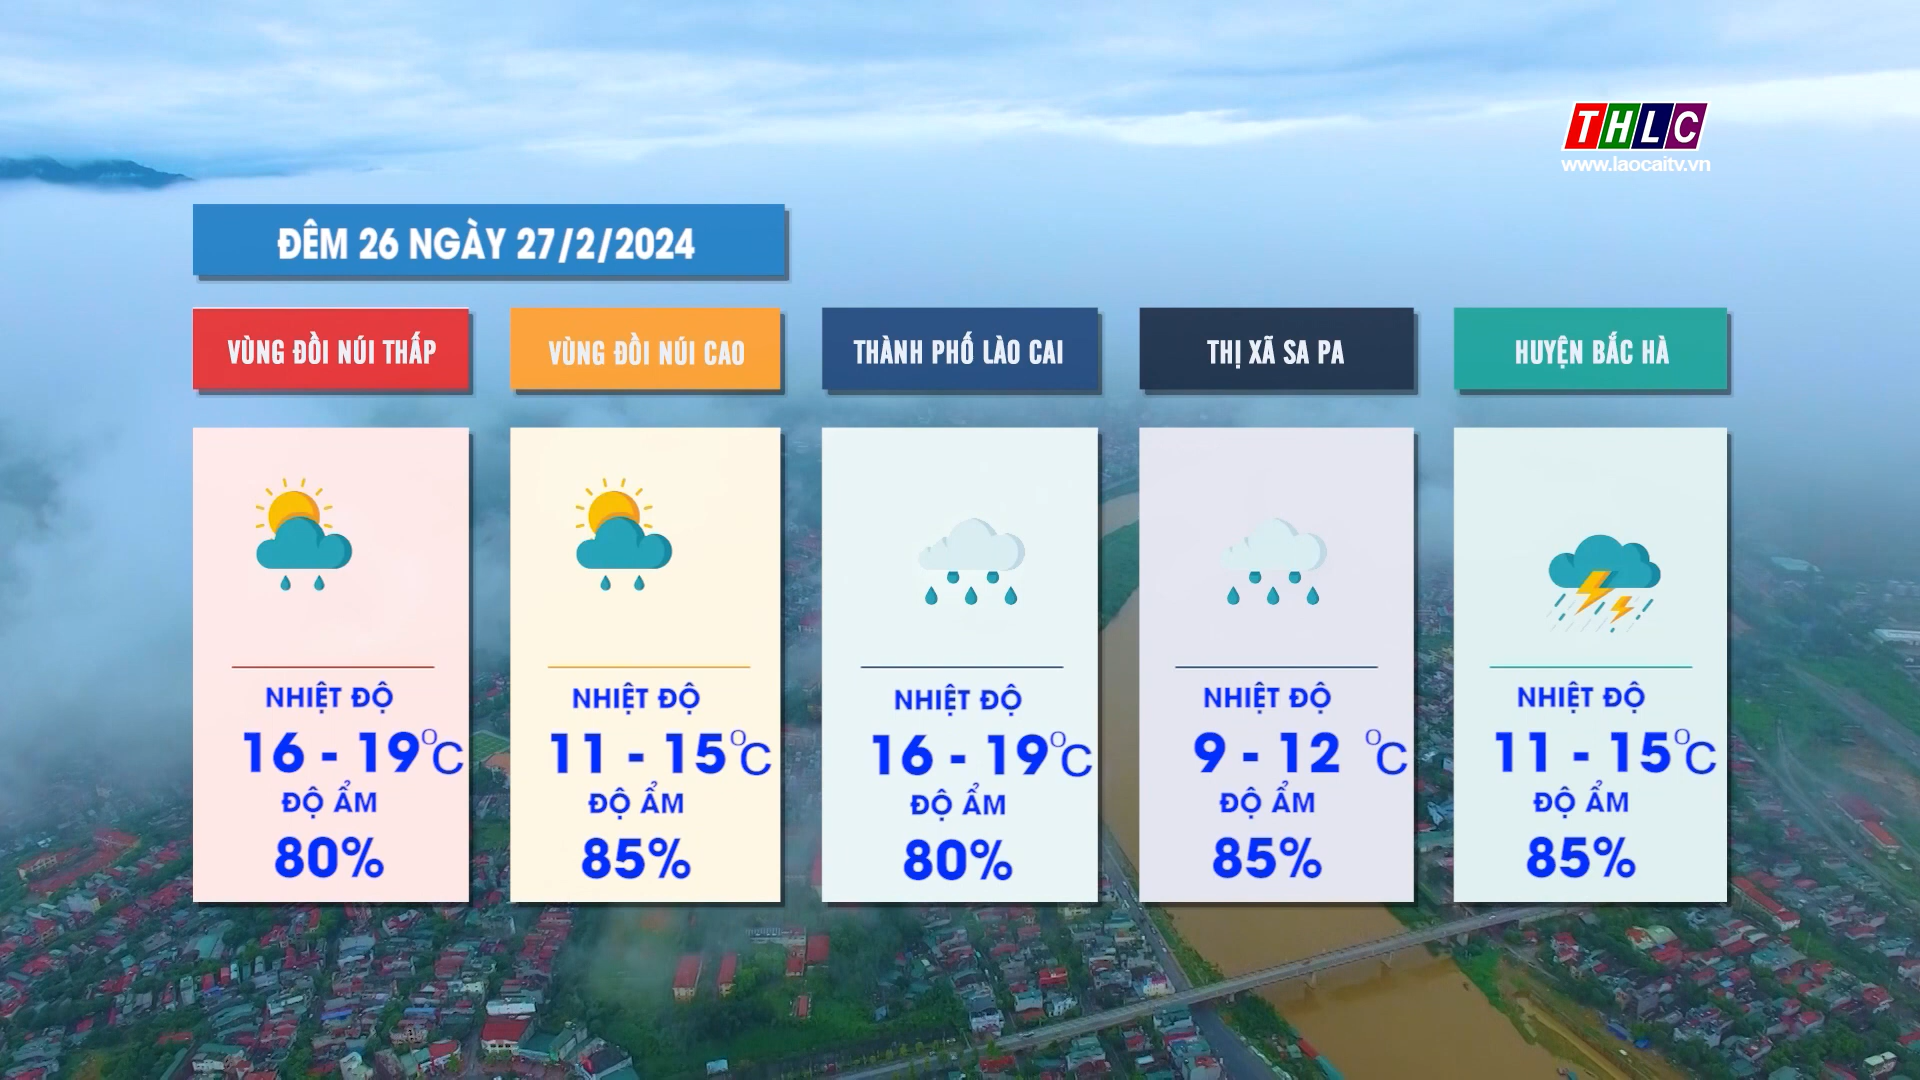 THLC
www.laocaitv.vn
ĐÊM 26 NGÀY 27/2/2024
VÙNG ĐỒI NÚI THẤP
NHIỆT ĐỘ
16 - 19°C
ĐỘ ẨM
80%
VÙNG ĐỒI NÚI CAO
NHIỆT ĐỘ
11 - 15°C
ĐỘ ẨM
85%
THÀNH PHỐ LÀO CAI
NHIỆT ĐỘ
16 - 19°C
ĐỘ ẨM
80%
THỊ XÃ SA PA
NHIỆT ĐỘ
9 - 12 °C
ĐỘ ẨM
85%
HUYỆN BẮC HÀ
NHIỆT ĐỘ
11 - 15°C
ĐỘ ẨM
85%